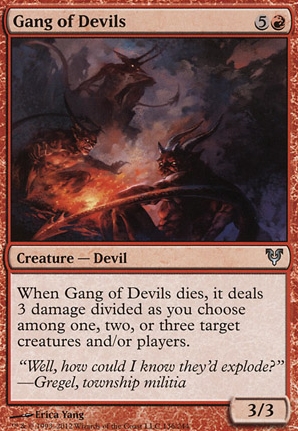 Gang of Devils 5
Creature — Devil
When Gang of Devils dies, it deals
3 damage divided as you choose
among one, two, or three target
creatures and/or players.
“Well, how could I know they’d explode?”
—Gregel, township militia
Erica Yang
3/3